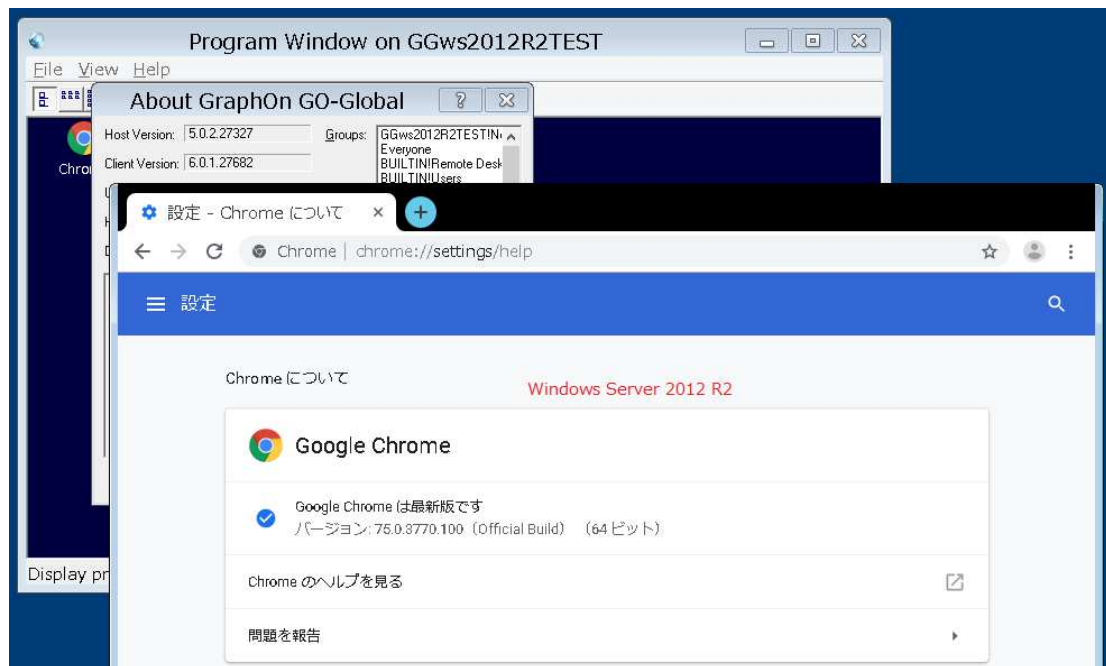 Program Window on GGws2012R2TEST
File View Help
About GraphOn GO-Global
Host Version: 5.0.2.27327 Groups: GGws2012R2TEST\N
Everyone
Client Version: 6.0.1.27682 BUILTIN\Remote Desk
BUILTIN\Users
Chro
設定 - Chrome について
Chrome | chrome://settings/help
設定
Chrome について
Windows Server 2012 R2
Google Chrome
Google Chrome は最新版です
バージョン: 75.0.3770.100（Official Build）（64 ビット）
Display pr
Chrome のヘルプを見る
問題を報告